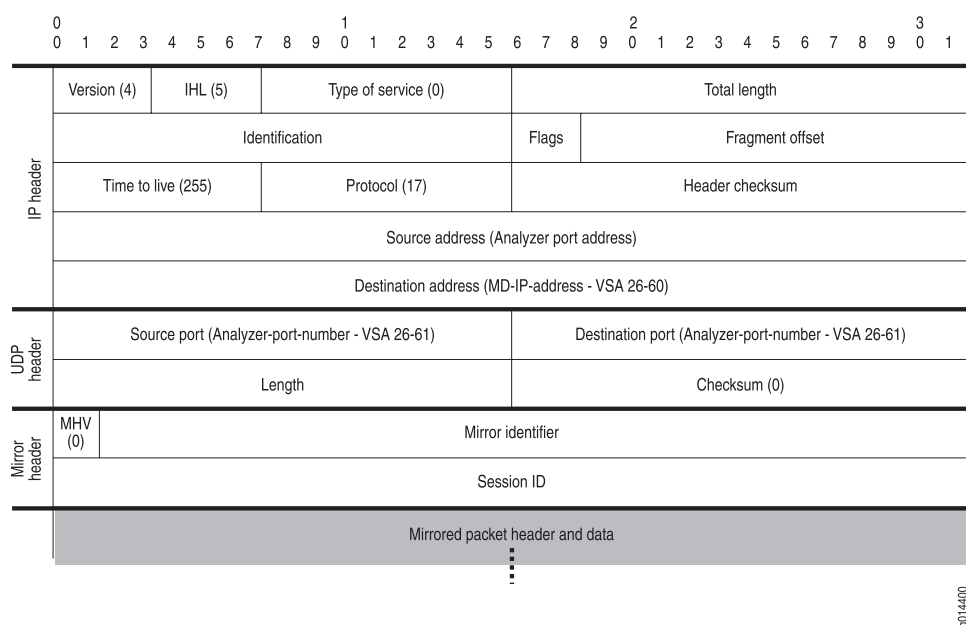 0 1 2 3
0 1 2 3 4 5 6 7 8 9 0 1 2 3 4 5 6 7 8 9 0 1 2 3 4 5 6 7 8 9 0 1
IP header
Version (4) IHL (5) Type of service (0) Total length
Identification Flags Fragment offset
Time to live (255) Protocol (17) Header checksum
Source address (Analyzer port address)
Destination address (MD-IP-address - VSA 26-60)
UDP
header
Source port (Analyzer-port-number - VSA 26-61) Destination port (Analyzer-port-number - VSA 26-61)
Length Checksum (0)
Mirror
header
MHV
(0)
Mirror identifier
Session ID
Mirrored packet header and data
g014400